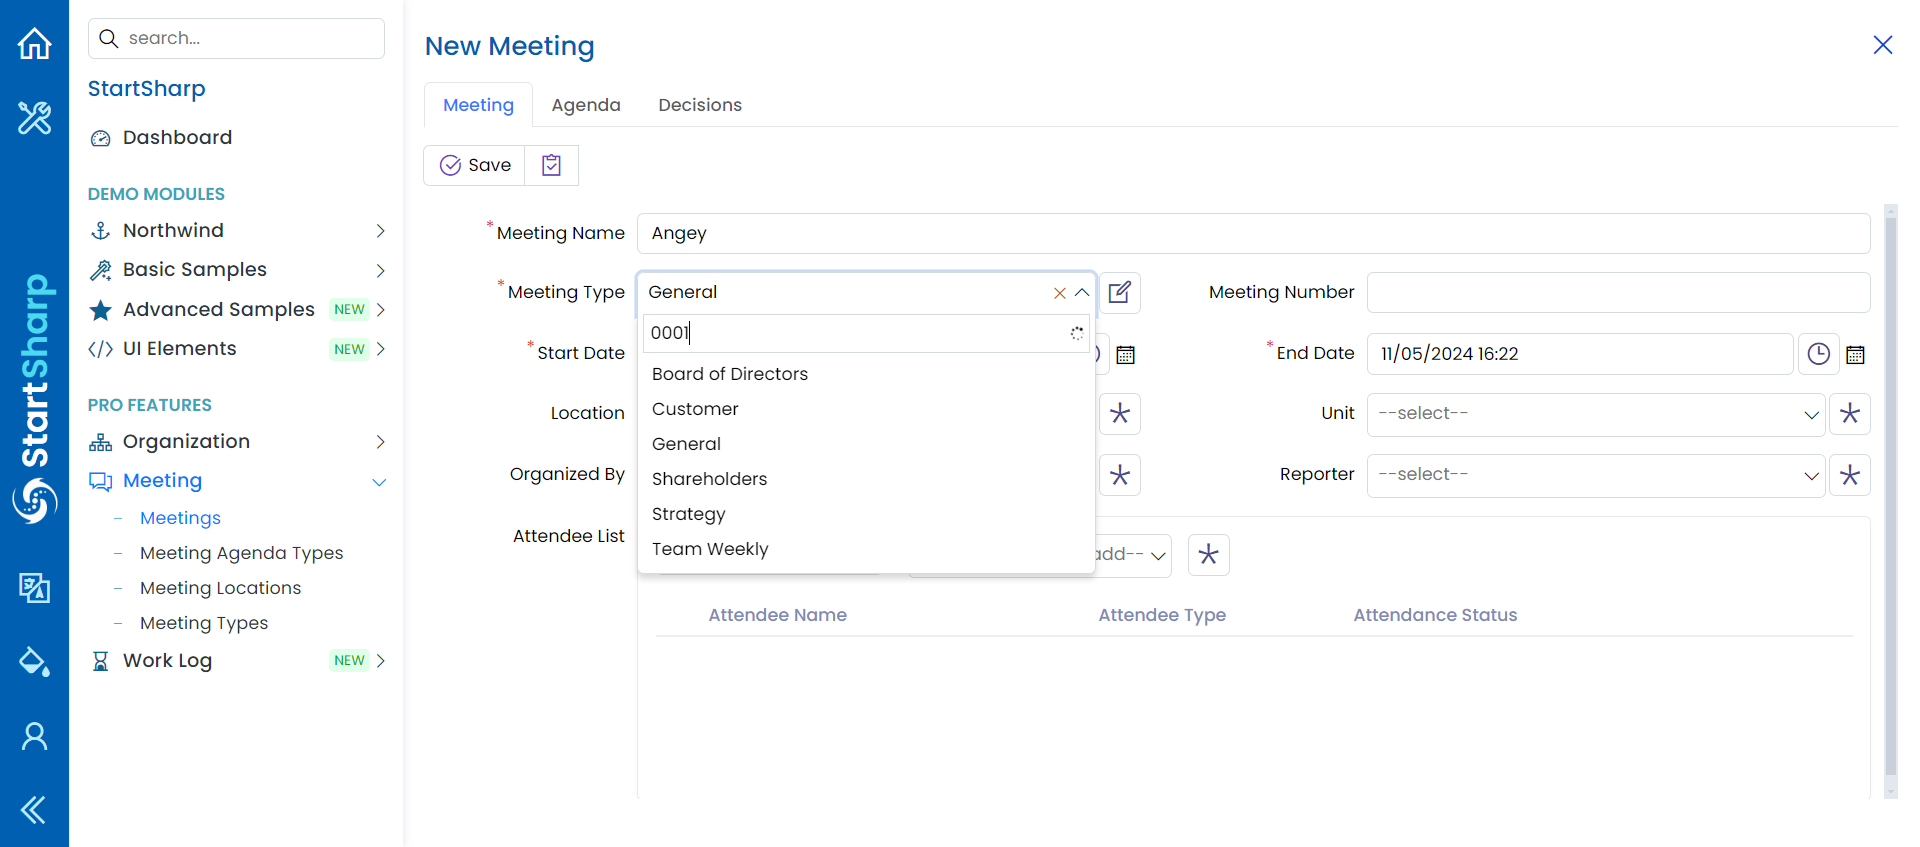 search...
StartSharp
Dashboard
DEMO MODULES
Northwind
Basic Samples
Advanced Samples NEW
UI Elements NEW
PRO FEATURES
Organization
Meeting
Meetings
Meeting Agenda Types
Meeting Locations
Meeting Types
Work Log NEW
StartSharp
New Meeting
Meeting Agenda Decisions
Save
* Meeting Name Angey
* Meeting Type General
Meeting Number
0001
Board of Directors
Customer
General
Shareholders
Strategy
Team Weekly
* Start Date
* End Date 11/05/2024 16:22
Location
Unit --select--
Organized By
Reporter --select--
Attendee List
add--
Attendee Name Attendee Type Attendance Status